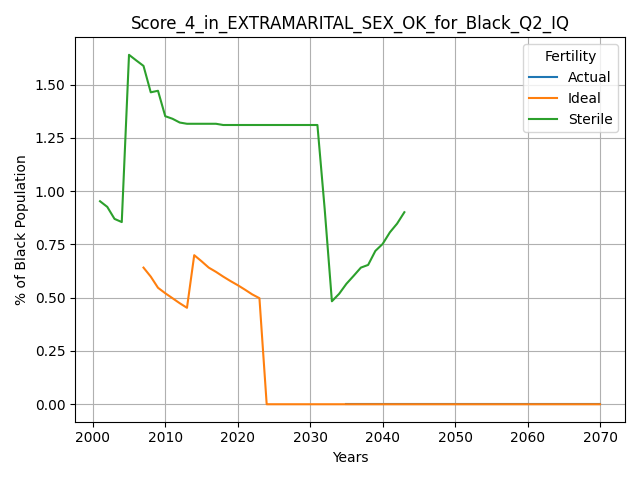 Score_4_in_EXTRAMARITAL_SEX_OK_for_Black_Q2_IQ
Fertility
Actual
Ideal
Sterile
% of Black Population
1.50
1.25
1.00
0.75
0.50
0.25
0.00
2000 2010 2020 2030 2040 2050 2060 2070
Years